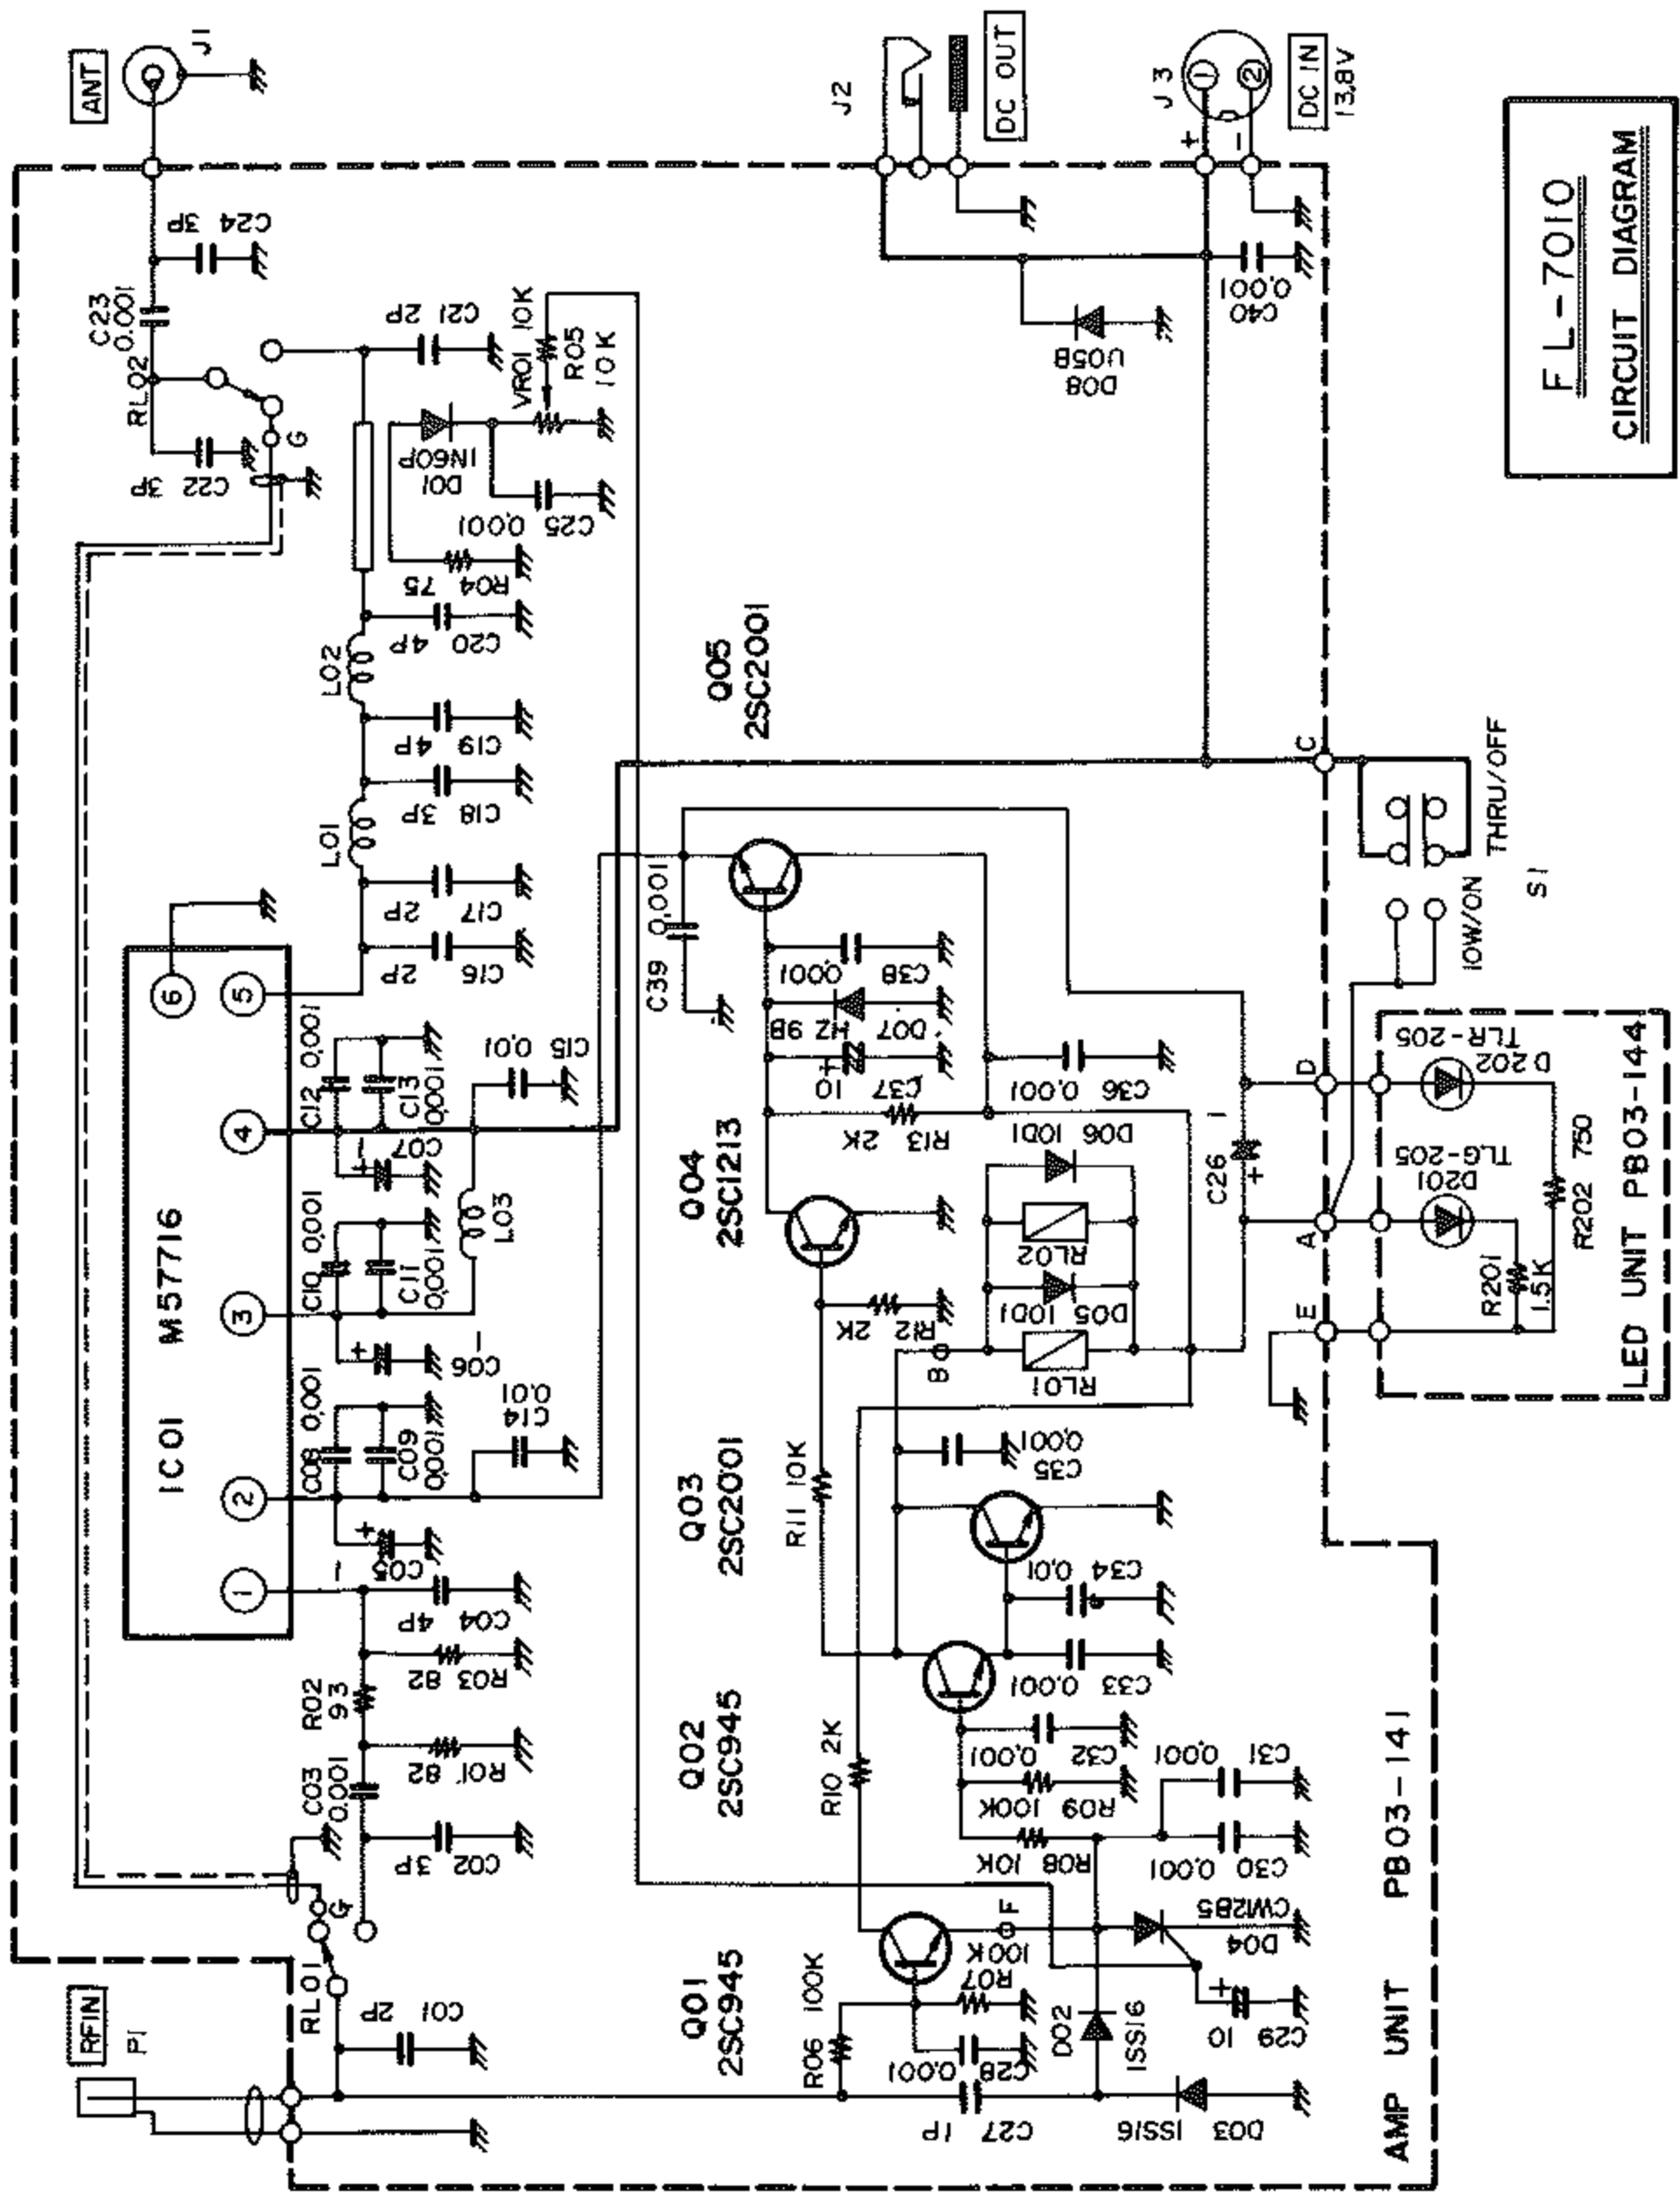 RFIN
P1
RL01
C01 2P
G
C02 3P
C03
0.001
R01 82
R02
93
R03 82
C04 4P
IC01 M57716
1
2
3
4
5
6
C05 1
C08 0.001
C09
0.001
C14
0.01
C06 1
C10 0.001
C11
0.001
L03
C07 1
C12 0.001
C13
0.001
C15 0.01
C16 2P
C17 2P
L01
C18 3P
C19 4P
L02
C20 4P
R04 75
C25 0.001
D01
1N60P
VR01 10K
R05
10K
C21 2P
C22 3P
G
RL02
C23
0.001
C24 3P
ANT
J1
Q01
2SC945
Q02
2SC945
Q03
2SC2001
Q04
2SC1213
Q05
2SC2001
R06 100K
R07
100K
C28
0.001
C27 1P
D02
1SS16
D03 1SS16
F
C29 10
D04
CW12B5
C30 0.001
C31 0.001
R08 10K
R09 100K
C32 0.001
R10 2K
C33 0.001
C34 0.01
C35
0.001
R11 10K
R12 2K
B
RL01
D05
10D1
RL02
D06
10D1
R13 2K
C36 0.001
C37 10
D07 HZ 9B
C38 0.001
C39 0.001
C26 1
J2
DC OUT
J3
1
2
+
-
DC IN
13.8V
C40
0.001
D08
U05B
E
A
D
C
10W/ON
THRU/OFF
S1
R201
1.5K
D201
TLG-205
D202
TLR-205
R202 750
LED UNIT PB03-144
AMP UNIT PB03-141
FL-7010
CIRCUIT DIAGRAM